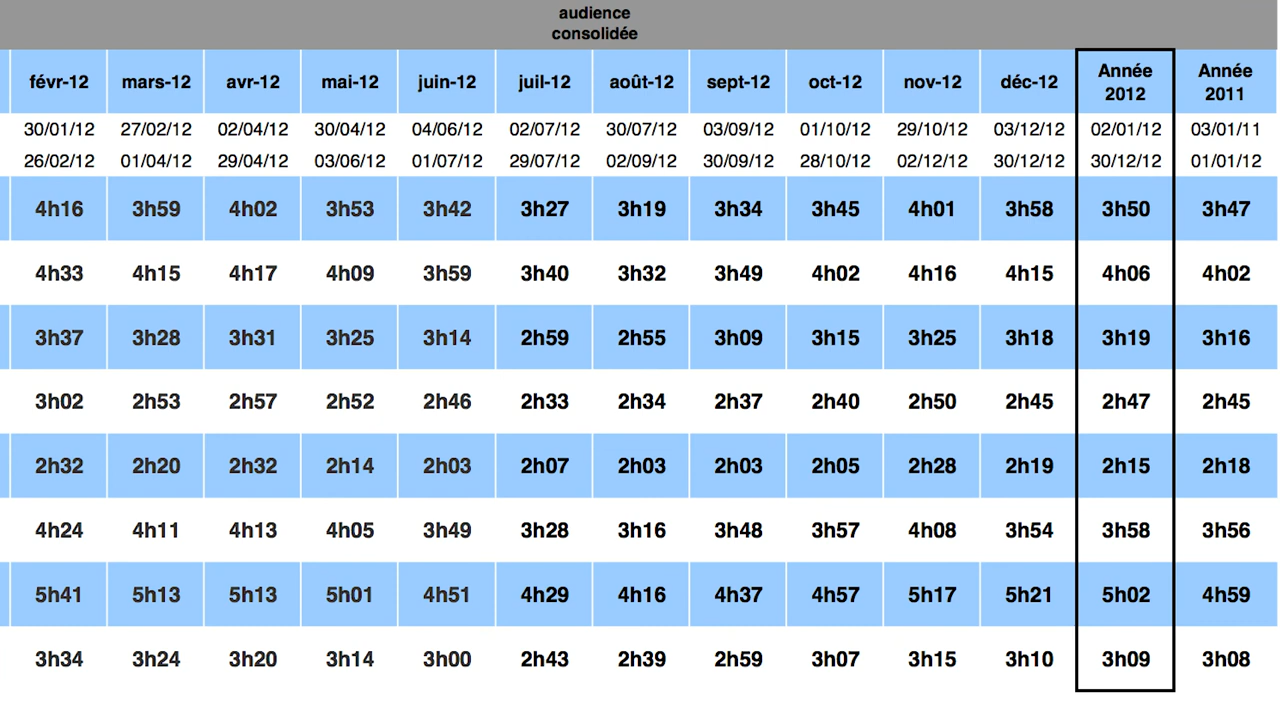 audience
consolidée
févr-12 mars-12 avr-12 mai-12 juin-12 juil-12 août-12 sept-12 oct-12 nov-12 déc-12 Année 2012 Année 2011
30/01/12 27/02/12 02/04/12 30/04/12 04/06/12 02/07/12 30/07/12 03/09/12 01/10/12 29/10/12 03/12/12 02/01/12 03/01/11
26/02/12 01/04/12 29/04/12 03/06/12 01/07/12 29/07/12 02/09/12 30/09/12 28/10/12 02/12/12 30/12/12 30/12/12 01/01/12
4h16 3h59 4h02 3h53 3h42 3h27 3h19 3h34 3h45 4h01 3h58 3h50 3h47
4h33 4h15 4h17 4h09 3h59 3h40 3h32 3h49 4h02 4h16 4h15 4h06 4h02
3h37 3h28 3h31 3h25 3h14 2h59 2h55 3h09 3h15 3h25 3h18 3h19 3h16
3h02 2h53 2h57 2h52 2h46 2h33 2h34 2h37 2h40 2h50 2h45 2h47 2h45
2h32 2h20 2h32 2h14 2h03 2h07 2h03 2h03 2h05 2h28 2h19 2h15 2h18
4h24 4h11 4h13 4h05 3h49 3h28 3h16 3h48 3h57 4h08 3h54 3h58 3h56
5h41 5h13 5h13 5h01 4h51 4h29 4h16 4h37 4h57 5h17 5h21 5h02 4h59
3h34 3h24 3h20 3h14 3h00 2h43 2h39 2h59 3h07 3h15 3h10 3h09 3h08